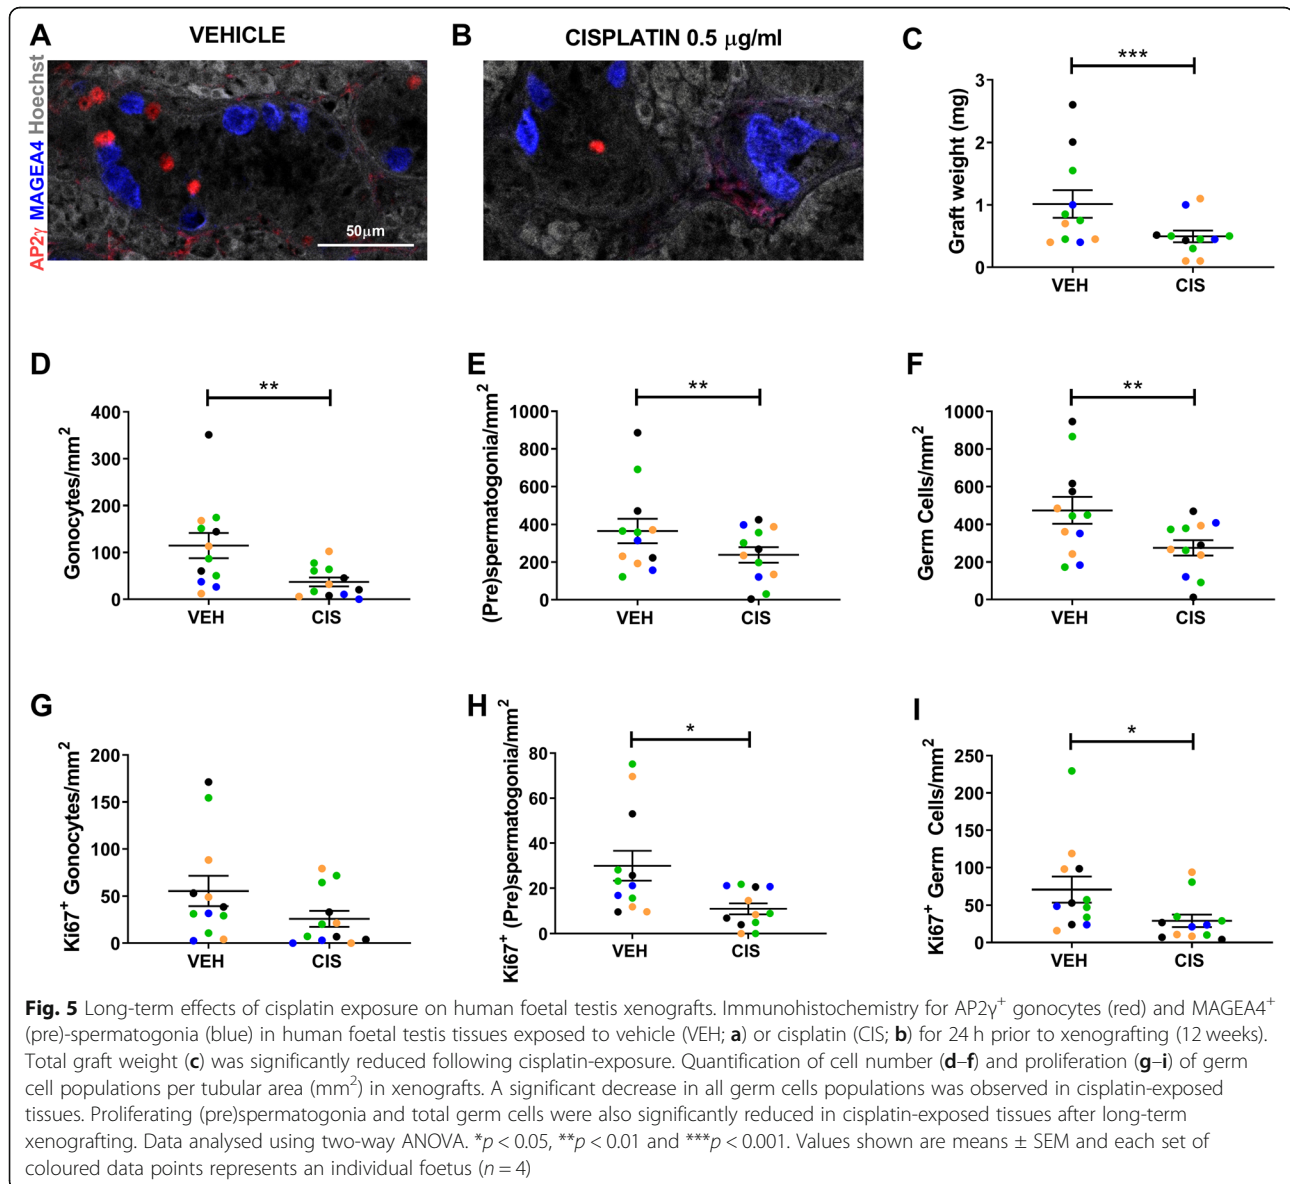 A
VEHICLE
B
CISPLATIN 0.5 μg/ml
AP2γ MAGEA4 Hoechst
50μm
C
***
Graft weight (mg)
3
2
1
0
VEH
CIS
D
**
Gonocytes/mm²
400
300
200
100
0
VEH
CIS
E
**
(Pre)spermatogonia/mm²
1000
800
600
400
200
0
VEH
CIS
F
**
Germ Cells/mm²
1000
800
600
400
200
0
VEH
CIS
G
Ki67⁺ Gonocytes/mm²
200
150
100
50
0
VEH
CIS
H
*
Ki67⁺ (Pre)spermatogonia/mm²
80
60
40
20
0
VEH
CIS
I
*
Ki67⁺ Germ Cells/mm²
250
200
150
100
50
0
VEH
CIS
Fig. 5 Long-term effects of cisplatin exposure on human foetal testis xenografts. Immunohistochemistry for AP2γ⁺ gonocytes (red) and MAGEA4⁺
(pre)-spermatogonia (blue) in human foetal testis tissues exposed to vehicle (VEH; a) or cisplatin (CIS; b) for 24 h prior to xenografting (12 weeks).
Total graft weight (c) was significantly reduced following cisplatin-exposure. Quantification of cell number (d–f) and proliferation (g–i) of germ
cell populations per tubular area (mm²) in xenografts. A significant decrease in all germ cells populations was observed in cisplatin-exposed
tissues. Proliferating (pre)spermatogonia and total germ cells were also significantly reduced in cisplatin-exposed tissues after long-term
xenografting. Data analysed using two-way ANOVA. *p < 0.05, **p < 0.01 and ***p < 0.001. Values shown are means ± SEM and each set of
coloured data points represents an individual foetus (n = 4)